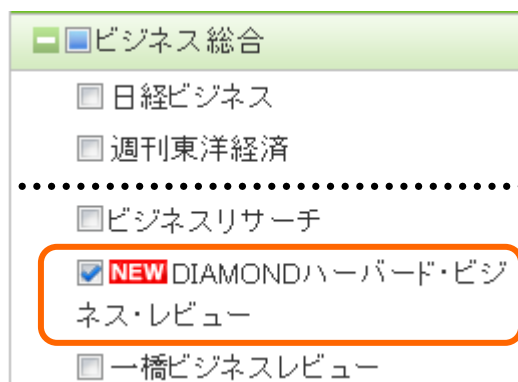 ビジネス総合
日経ビジネス
週刊東洋経済
ビジネスリサーチ
NEW DIAMONDハーバード・ビジ
ネス・レビュー
一橋ビジネスレビュー